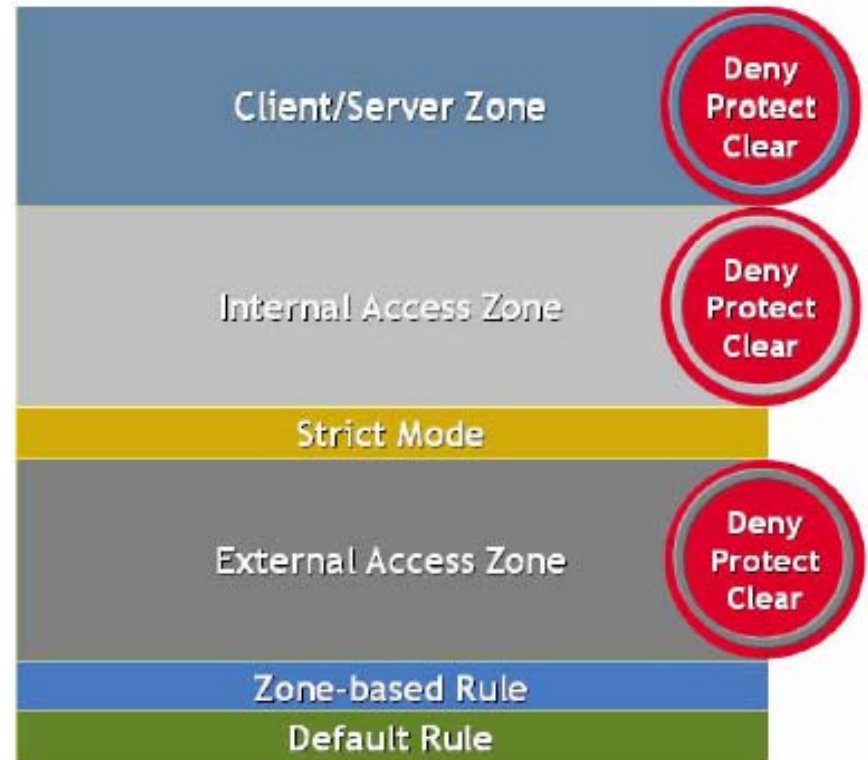 Client/Server Zone
Deny
Protect
Clear
Internal Access Zone
Deny
Protect
Clear
Strict Mode
External Access Zone
Deny
Protect
Clear
Zone-based Rule
Default Rule